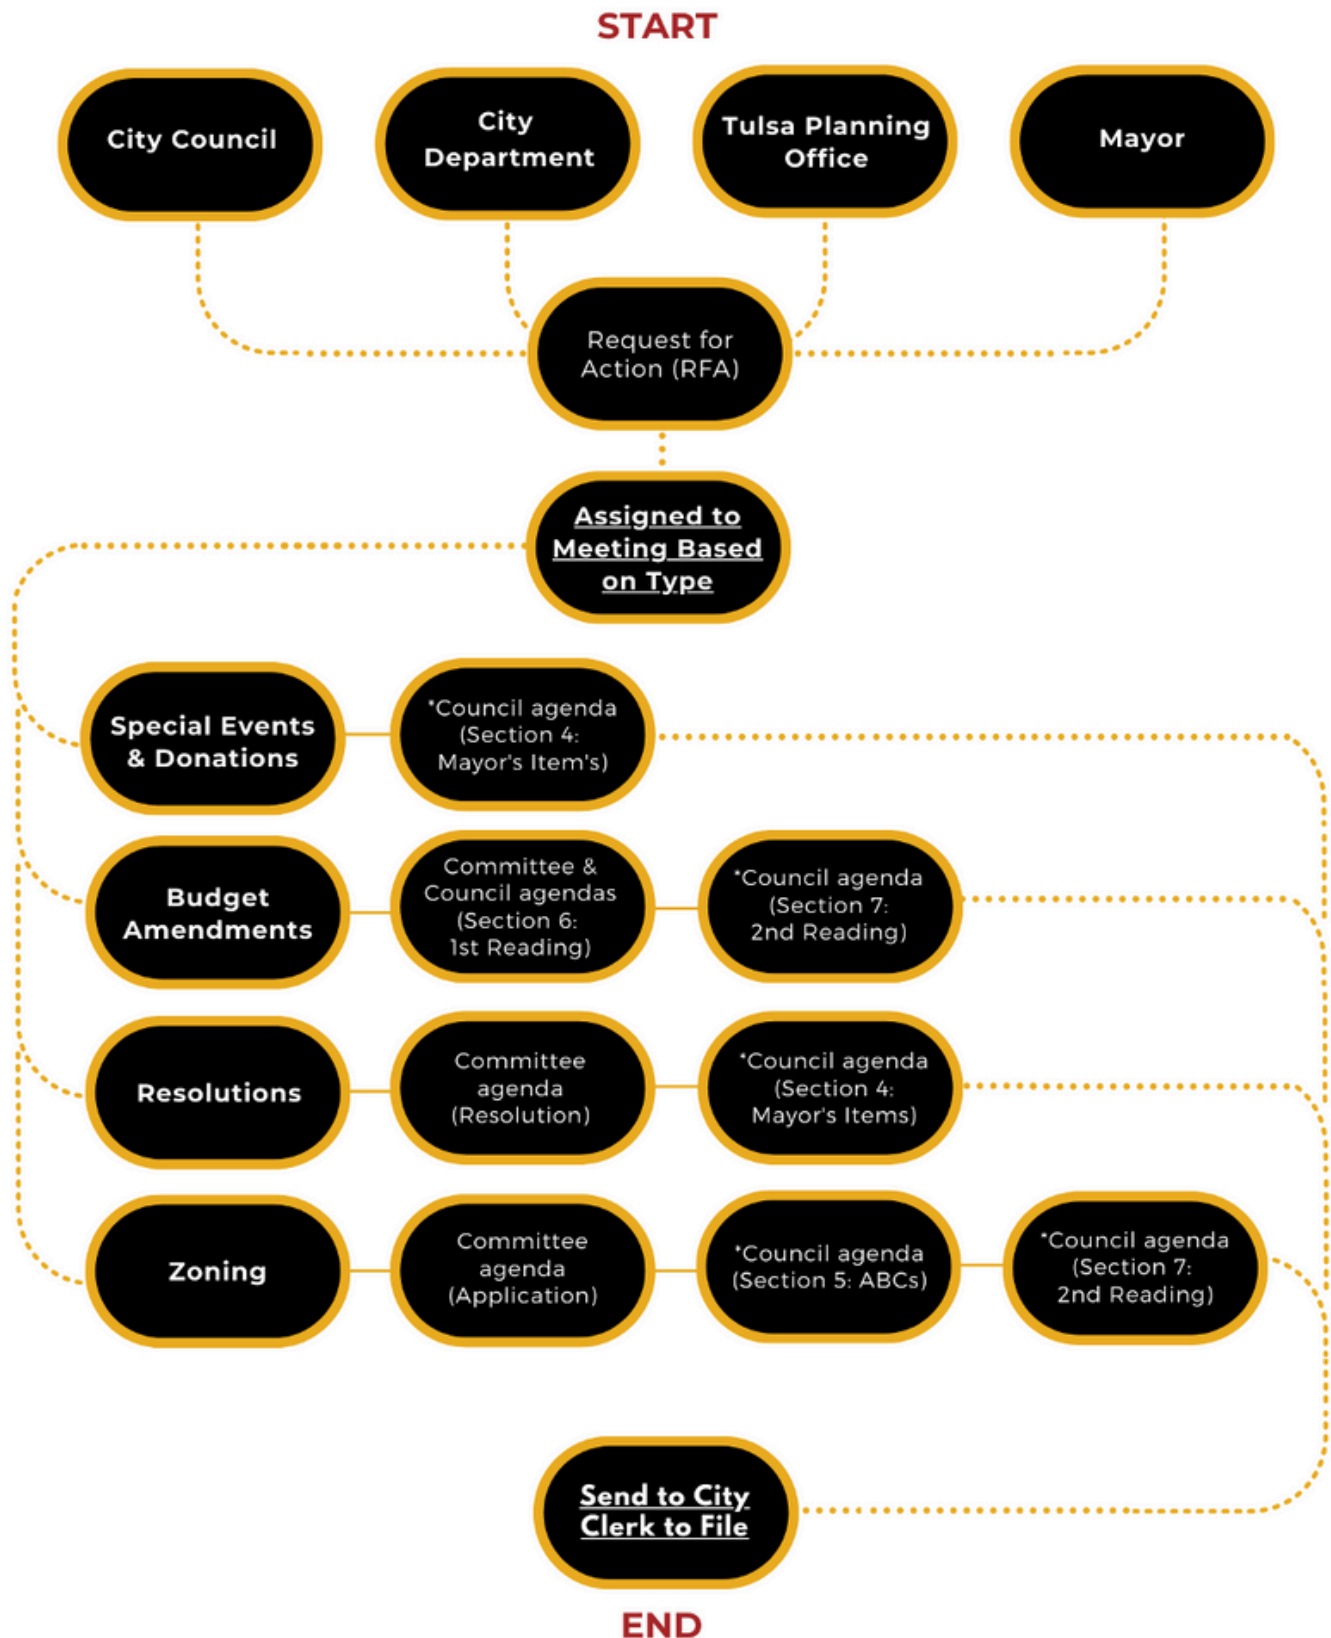 START
City Council
City
Department
Tulsa Planning
Office
Mayor
Request for
Action (RFA)
Assigned to
Meeting Based
on Type
Special Events
& Donations
*Council agenda
(Section 4:
Mayor's Item's)
Budget
Amendments
Committee &
Council agendas
(Section 6:
1st Reading)
*Council agenda
(Section 7:
2nd Reading)
Resolutions
Committee
agenda
(Resolution)
*Council agenda
(Section 4:
Mayor's Items)
Zoning
Committee
agenda
(Application)
*Council agenda
(Section 5: ABCs)
*Council agenda
(Section 7:
2nd Reading)
Send to City
Clerk to File
END